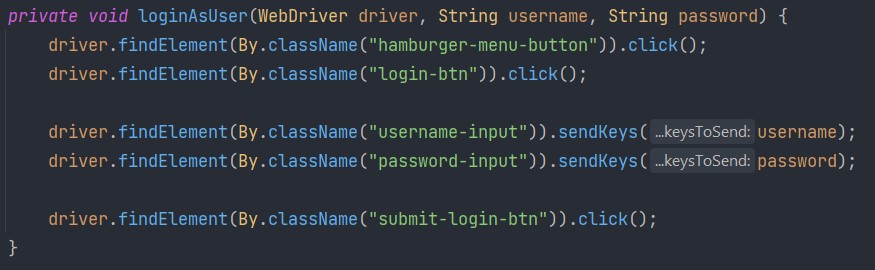 private void loginAsUser(WebDriver driver, String username, String password) {
driver.findElement(By.className("hamburger-menu-button")).click();
driver.findElement(By.className("login-btn")).click();
driver.findElement(By.className("username-input")).sendKeys( ...keysToSend: username);
driver.findElement(By.className("password-input")).sendKeys( ...keysToSend: password);
driver.findElement(By.className("submit-login-btn")).click();
}